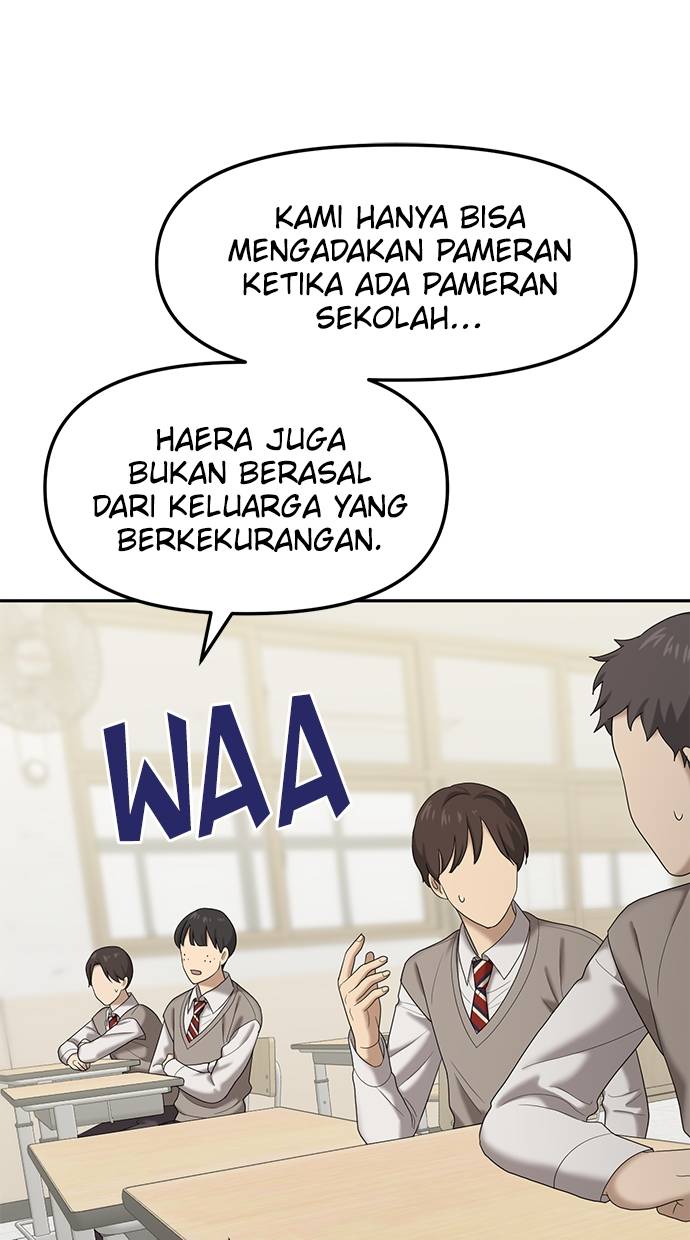 KAMI HANYA BISA
MENGADAKAN PAMERAN
KETIKA ADA PAMERAN
SEKOLAH...
HAERA JUGA
BUKAN BERASAL
DARI KELUARGA YANG
BERKEKURANGAN.
WAA